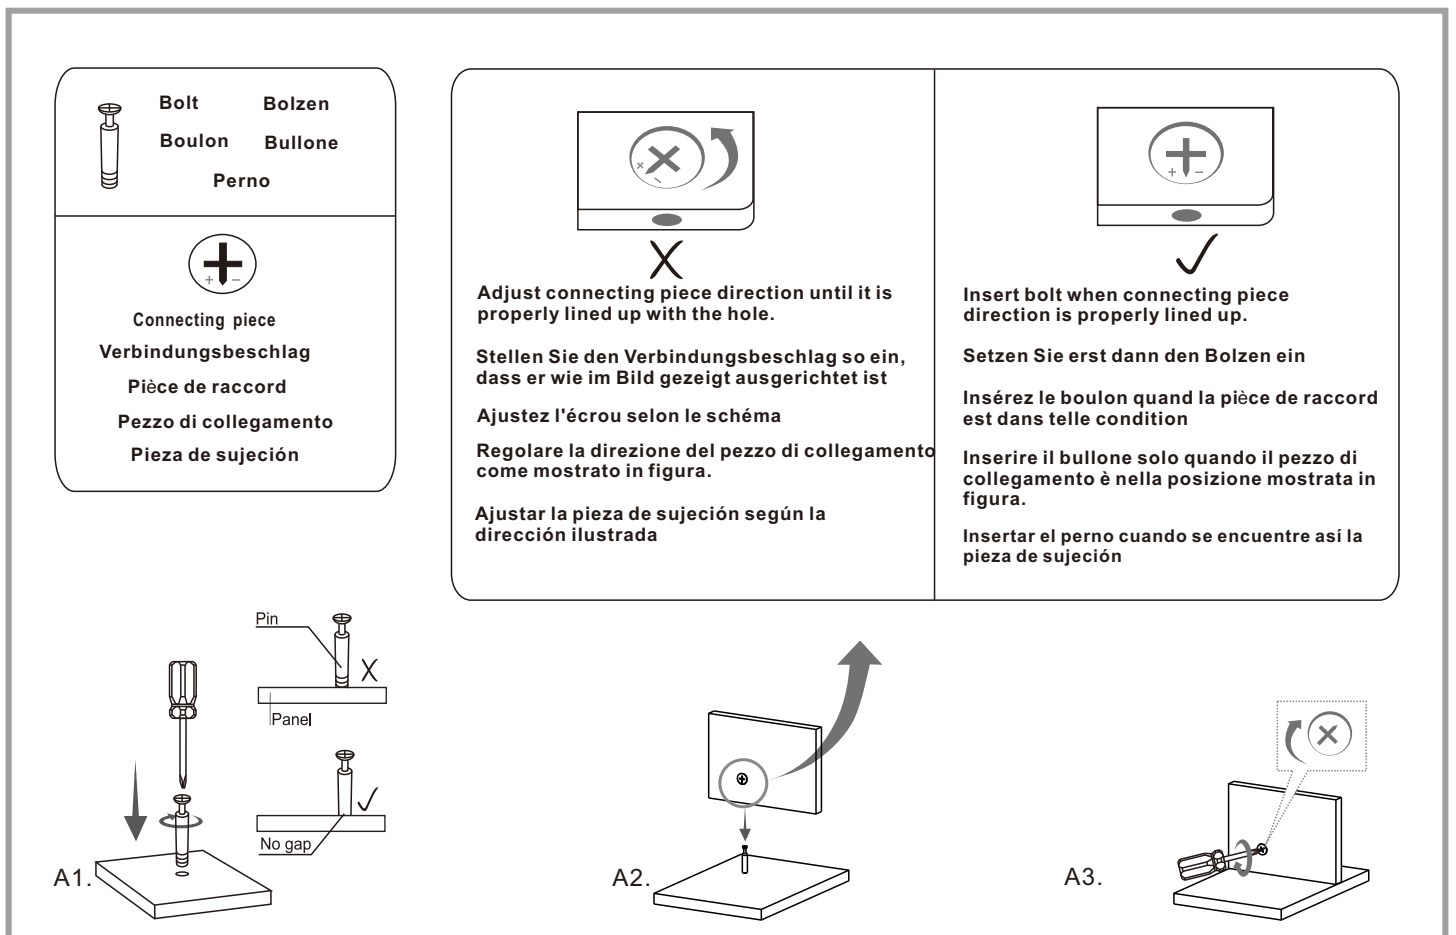 Bolt Bolzen
Boulon Bullone
Perno
+ −
Connecting piece
Verbindungsbeschlag
Pièce de raccord
Pezzo di collegamento
Pieza de sujeción
Adjust connecting piece direction until it is
properly lined up with the hole.
Stellen Sie den Verbindungsbeschlag so ein,
dass er wie im Bild gezeigt ausgerichtet ist
Ajustez l'écrou selon le schéma
Regolare la direzione del pezzo di collegamento
come mostrato in figura.
Ajustar la pieza de sujeción según la
dirección ilustrada
+ −
Insert bolt when connecting piece
direction is properly lined up.
Setzen Sie erst dann den Bolzen ein
Insérez le boulon quand la pièce de raccord
est dans telle condition
Inserire il bullone solo quando il pezzo di
collegamento è nella posizione mostrata in
figura.
Insertar el perno cuando se encuentre así la
pieza de sujeción
Pin
Panel
No gap
A1.
A2.
A3.